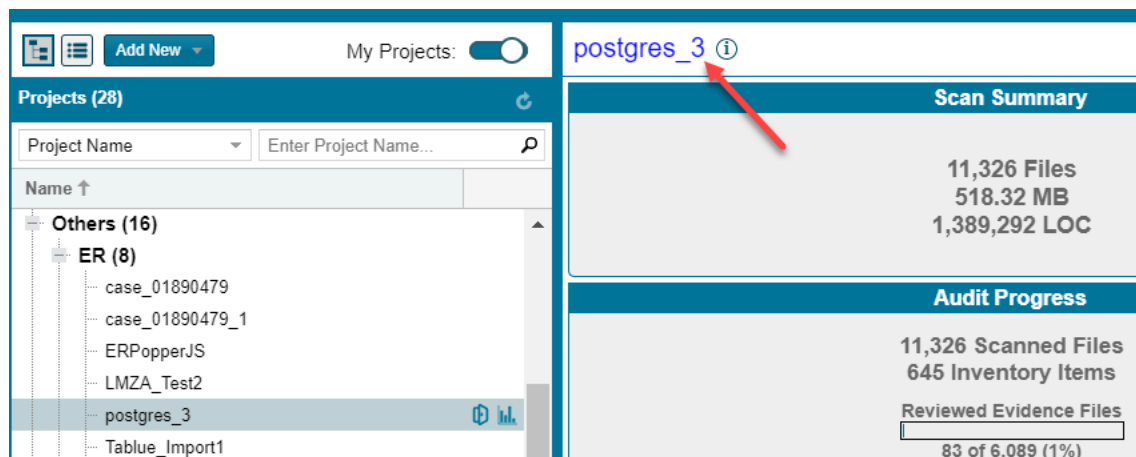 Add New
My Projects:
Projects (28)
Project Name
Enter Project Name...
Name
Others (16)
ER (8)
case_01890479
case_01890479_1
ERPopperJS
LMZA_Test2
postgres_3
Tablue_Import1
postgres_3
Scan Summary
11,326 Files
518.32 MB
1,389,292 LOC
Audit Progress
11,326 Scanned Files
645 Inventory Items
Reviewed Evidence Files
83 of 6,089 (1%)